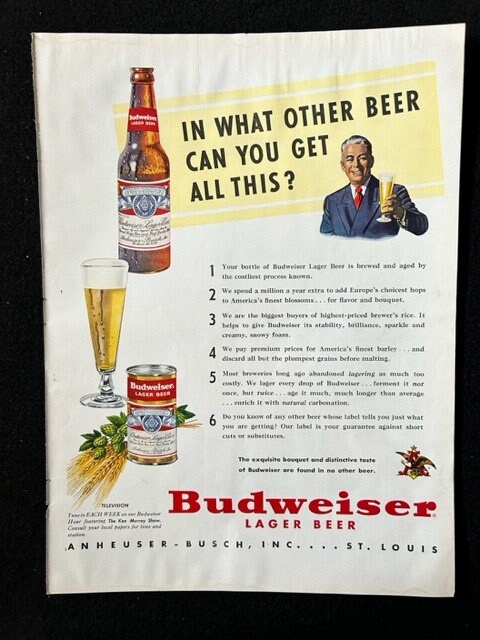 IN WHAT OTHER BEER
CAN YOU GET
ALL THIS?
Budweiser
LAGER BEER
1 Your bottle of Budweiser Lager Beer is brewed and aged by
the costliest process known.
2 We spend a million a year extra to add Europe's choicest hops
to America's finest blossoms . . . for flavor and bouquet.
3 We are the biggest buyers of highest-priced brewer's rice. It
helps to give Budweiser its stability, brilliance, sparkle and
creamy, snowy foam.
4 We pay premium prices for America's finest barley . . . and
discard all but the plumpest grains before malting.
5 Most breweries long ago abandoned lagering as much too
costly. We lager every drop of Budweiser . . . ferment it not
once, but twice . . . age it much, much longer than average
. . . enrich it with natural carbonation.
6 Do you know of any other beer whose label tells you just what
you are getting? Our label is your guarantee against short
cuts or substitutes.
Budweiser
LAGER BEER
The exquisite bouquet and distinctive taste
of Budweiser are found in no other beer.
TELEVISION
Tune in EACH WEEK on our Budweiser
Hour featuring The Ken Murray Show.
Consult your local papers for time and
station.
Budweiser
LAGER BEER
ANHEUSER-BUSCH, INC. . . . ST. LOUIS